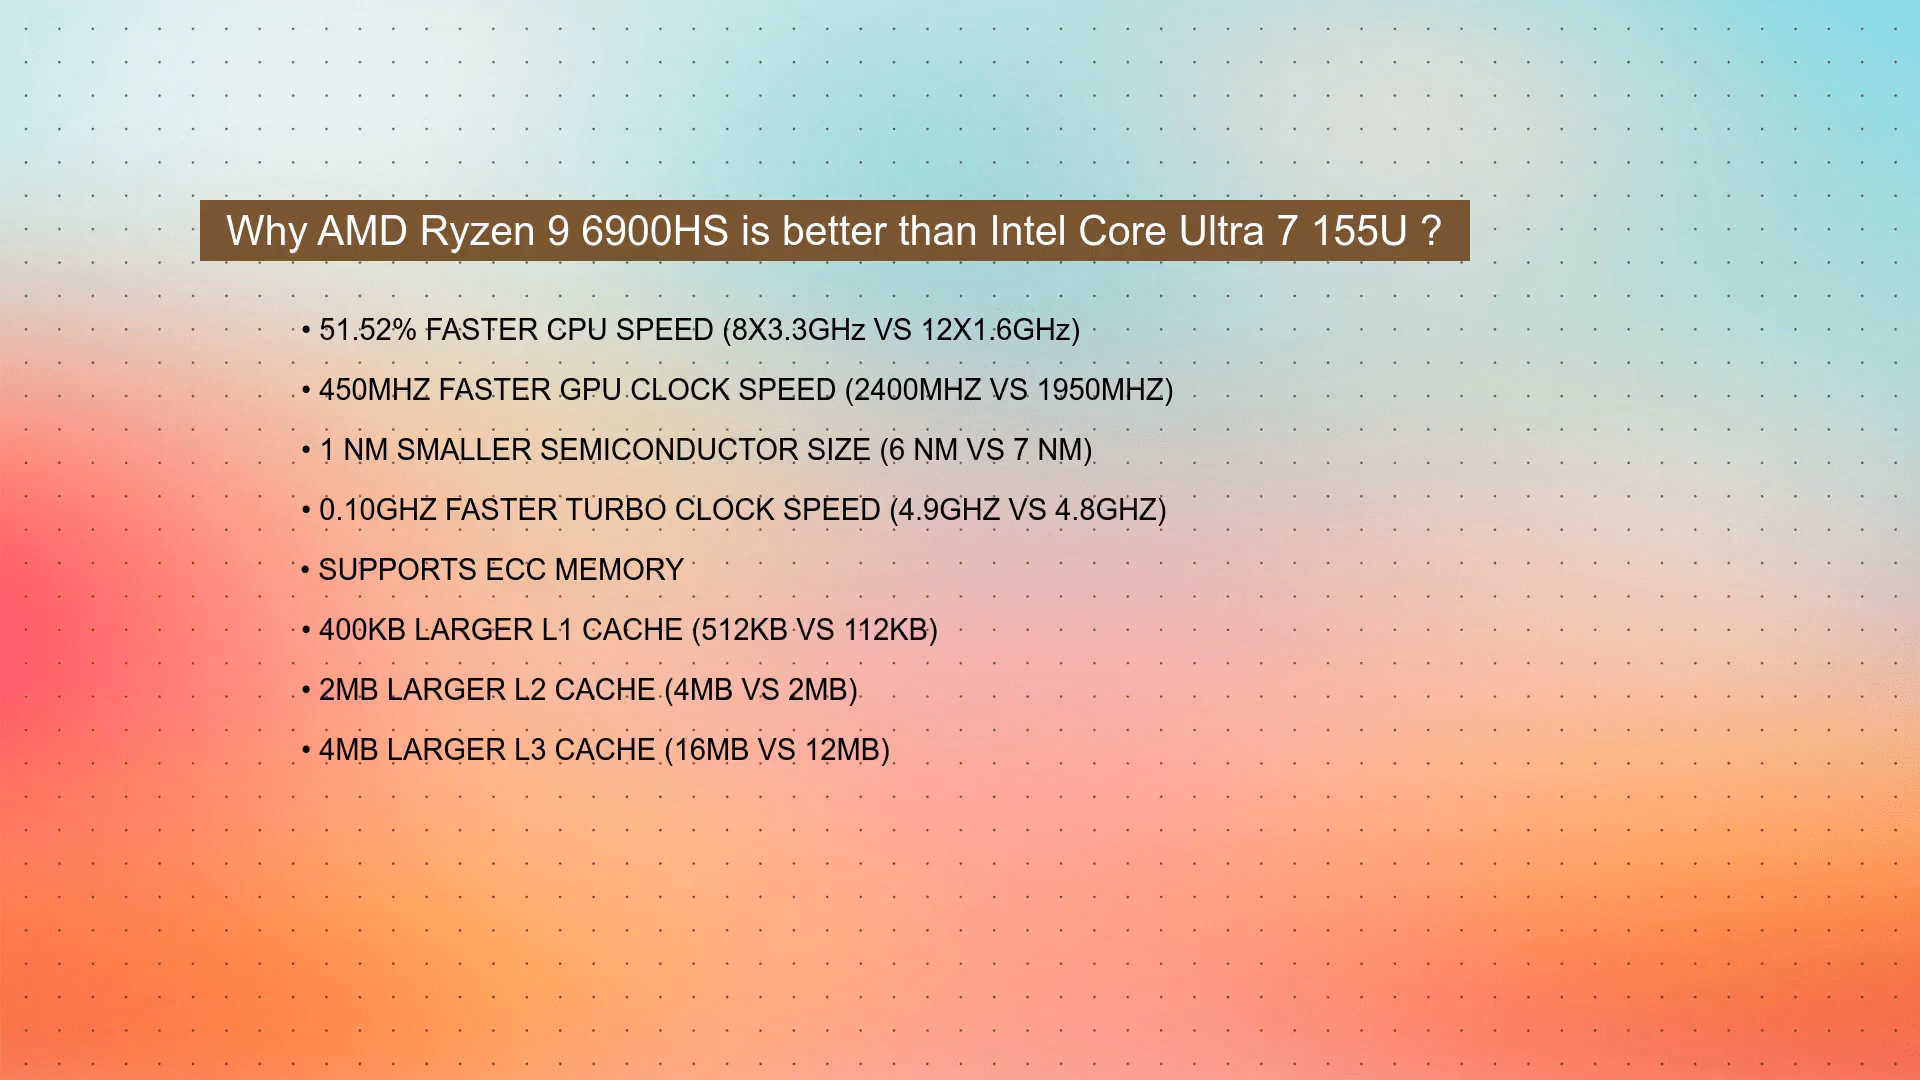 Why AMD Ryzen 9 6900HS is better than Intel Core Ultra 7 155U ?
• 51.52% FASTER CPU SPEED (8X3.3GHz VS 12X1.6GHz)
• 450MHZ FASTER GPU CLOCK SPEED (2400MHZ VS 1950MHZ)
• 1 NM SMALLER SEMICONDUCTOR SIZE (6 NM VS 7 NM)
• 0.10GHZ FASTER TURBO CLOCK SPEED (4.9GHZ VS 4.8GHZ)
• SUPPORTS ECC MEMORY
• 400KB LARGER L1 CACHE (512KB VS 112KB)
• 2MB LARGER L2 CACHE (4MB VS 2MB)
• 4MB LARGER L3 CACHE (16MB VS 12MB)